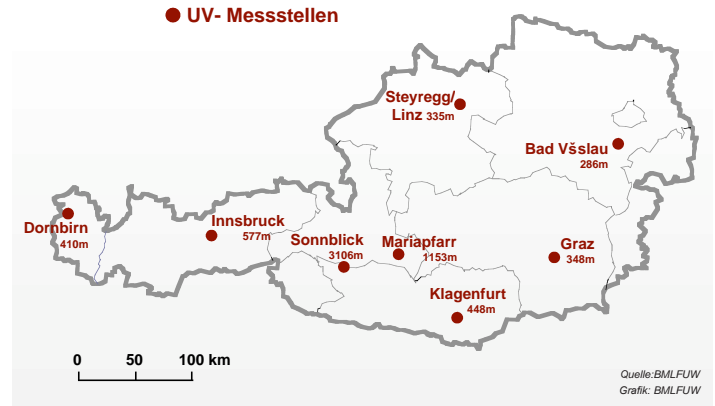 UV- Messstellen
Steyregg/
Linz 335m
Bad Všslau
286m
Dornbirn
410m
Innsbruck
577m
Sonnblick
3106m
Mariapfarr
1153m
Graz
348m
Klagenfurt
448m
0 50 100 km
Quelle:BMLFUW
Grafik: BMLFUW